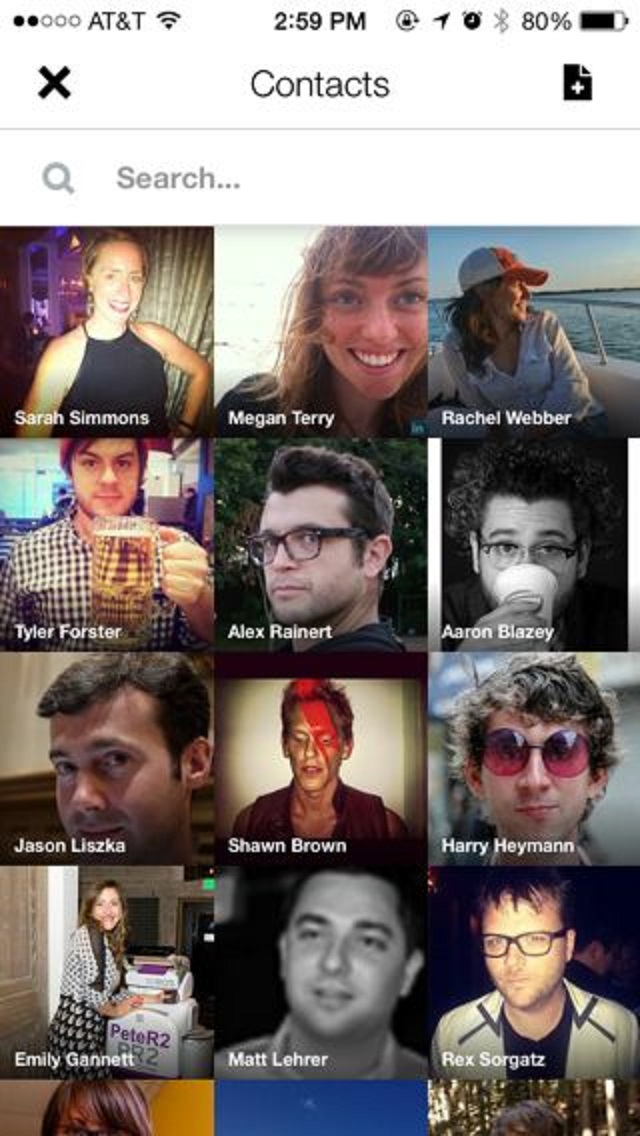 AT&T 2:59 PM 80%
Contacts
Search...
Sarah Simmons
Megan Terry
in
Rachel Webber
Tyler Forster
Alex Rainert
Aaron Blazey
Jason Liszka
Shawn Brown
Harry Heymann
PeteR2
PR2
Emily Gannett
Matt Lehrer
Rex Sorgatz